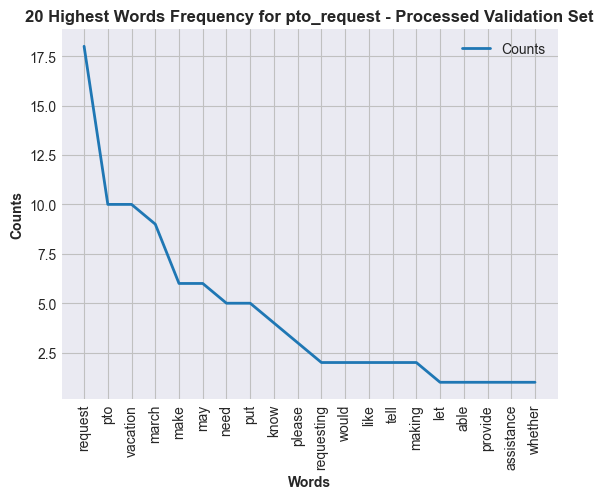 20 Highest Words Frequency for pto_request - Processed Validation Set
Counts
17.5
15.0
12.5
10.0
7.5
5.0
2.5
Counts
request
pto
vacation
march
make
may
need
put
know
please
requesting
would
like
tell
making
let
able
provide
assistance
whether
Words